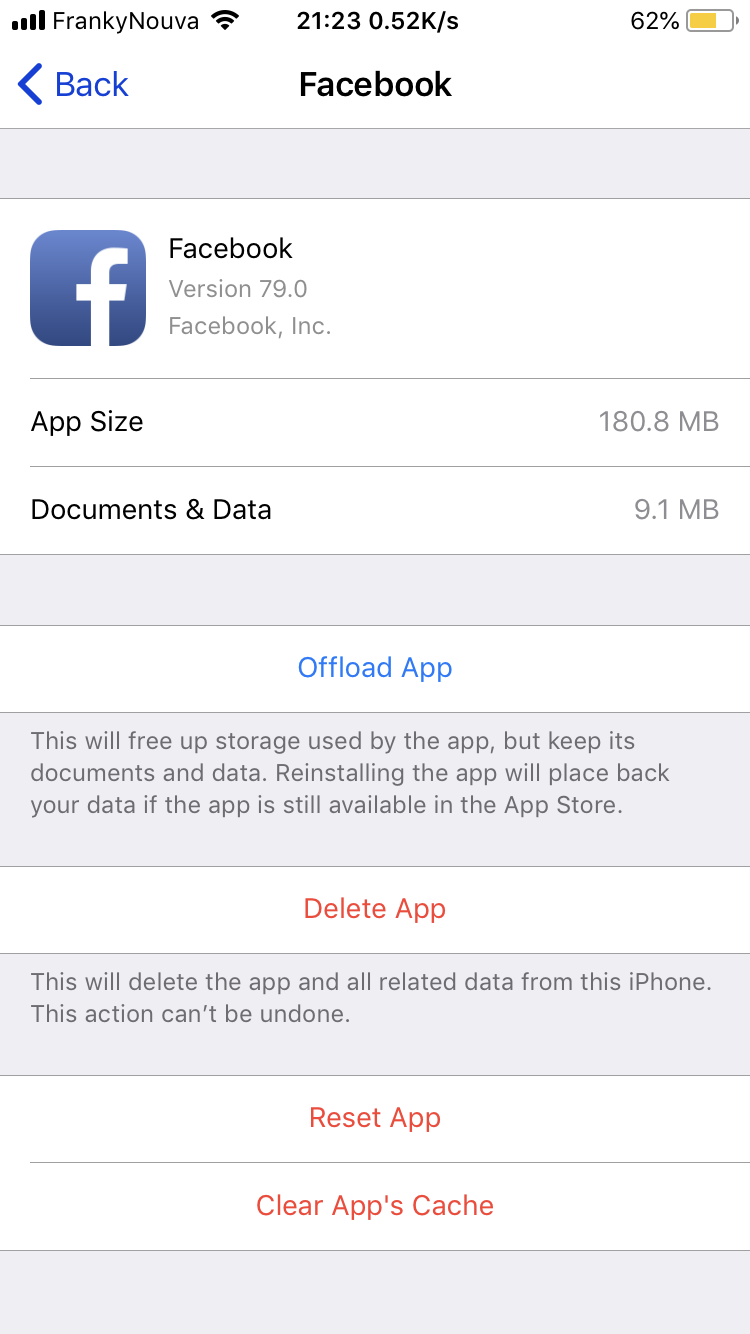 FrankyNouva 21:23 0.52K/s 62%
Back Facebook
Facebook
Version 79.0
Facebook, Inc.
App Size 180.8 MB
Documents & Data 9.1 MB
Offload App
This will free up storage used by the app, but keep its
documents and data. Reinstalling the app will place back
your data if the app is still available in the App Store.
Delete App
This will delete the app and all related data from this iPhone.
This action can’t be undone.
Reset App
Clear App's Cache